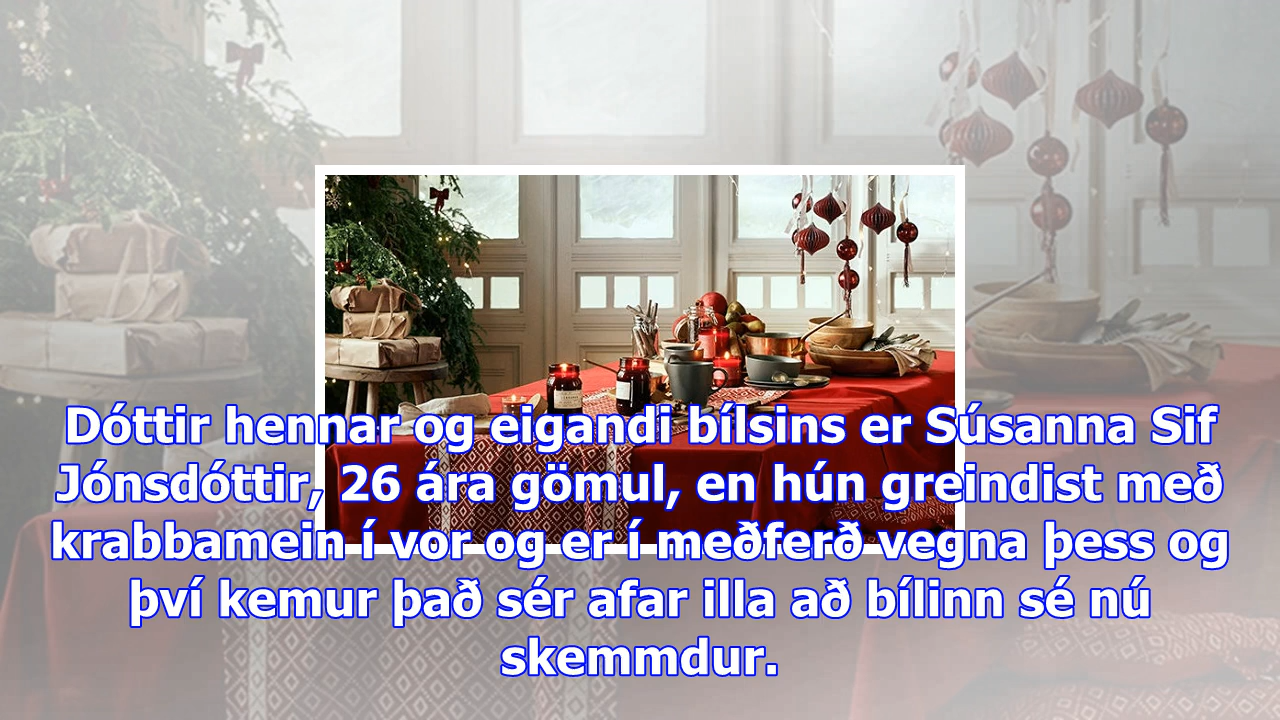 Dóttir hennar og eigandi bílsins er Súsanna Sif
Jónsdóttir, 26 ára gömul, en hún greindist með
krabbamein í vor og er í meðferð vegna þess og
því kemur það sér afar illa að bílinn sé nú
skemmdur.